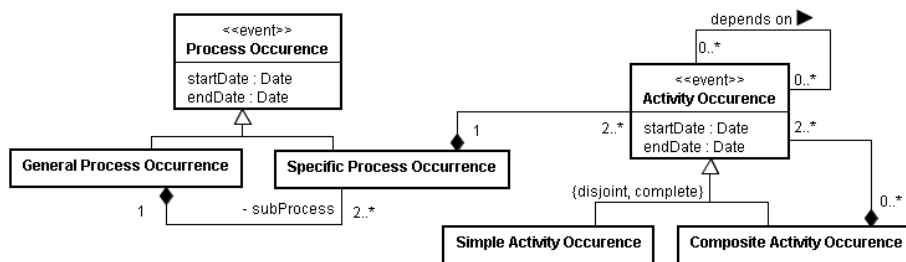 depends on ▶
<<event>>
Process Occurence
startDate : Date
endDate : Date
0..*
<<event>>
Activity Occurence
startDate : Date
endDate : Date
0..*
1
2..*
2..*
General Process Occurrence
Specific Process Occurrence
1
- subProcess
2..*
{disjoint, complete}
0..*
Simple Activity Occurence
Composite Activity Occurence